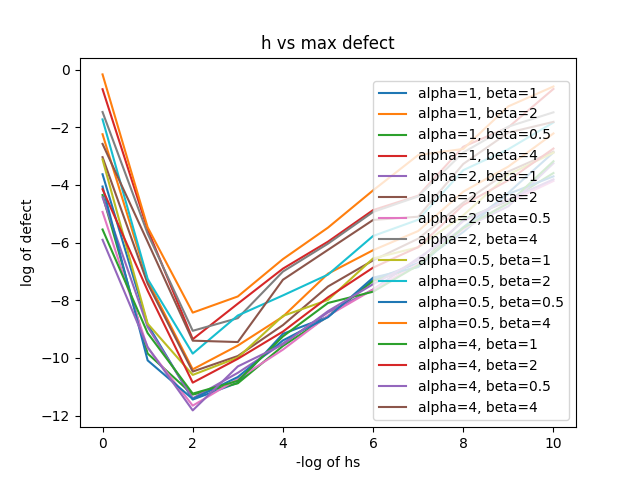 h vs max defect
log of defect
0
−2
−4
−6
−8
−10
−12
alpha=1, beta=1
alpha=1, beta=2
alpha=1, beta=0.5
alpha=1, beta=4
alpha=2, beta=1
alpha=2, beta=2
alpha=2, beta=0.5
alpha=2, beta=4
alpha=0.5, beta=1
alpha=0.5, beta=2
alpha=0.5, beta=0.5
alpha=0.5, beta=4
alpha=4, beta=1
alpha=4, beta=2
alpha=4, beta=0.5
alpha=4, beta=4
0 2 4 6 8 10
-log of hs